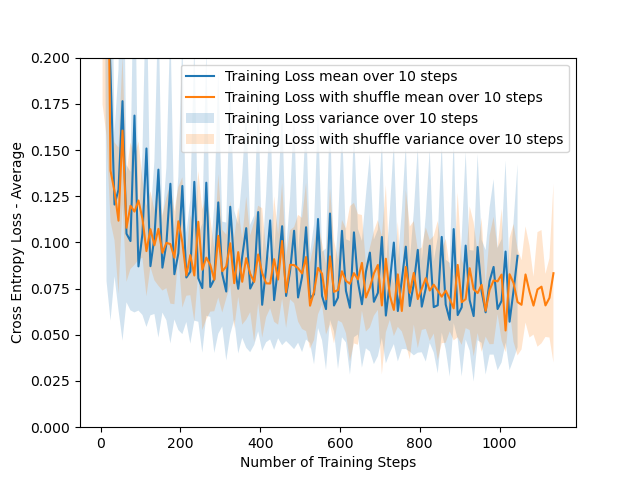 0.200
0.175
0.150
0.125
0.100
0.075
0.050
0.025
0.000
Cross Entropy Loss - Average
Training Loss mean over 10 steps
Training Loss with shuffle mean over 10 steps
Training Loss variance over 10 steps
Training Loss with shuffle variance over 10 steps
0 200 400 600 800 1000
Number of Training Steps